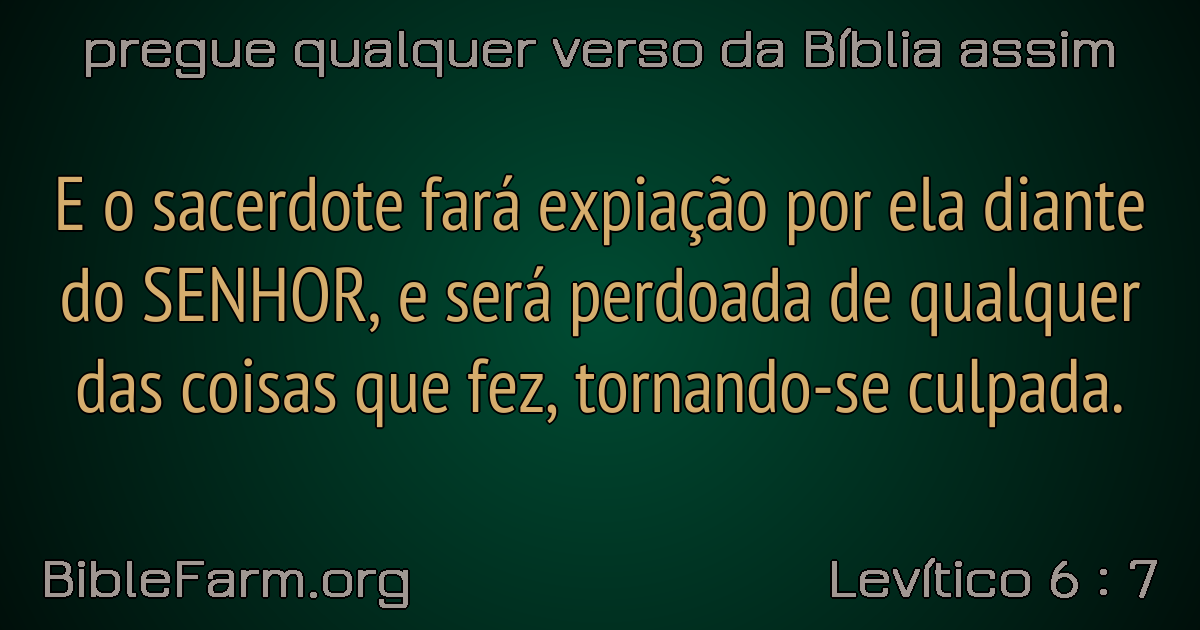 pregue qualquer verso da Bíblia assim
E o sacerdote fará expiação por ela diante
do SENHOR, e será perdoada de qualquer
das coisas que fez, tornando-se culpada.
BibleFarm.org
Levítico 6 : 7